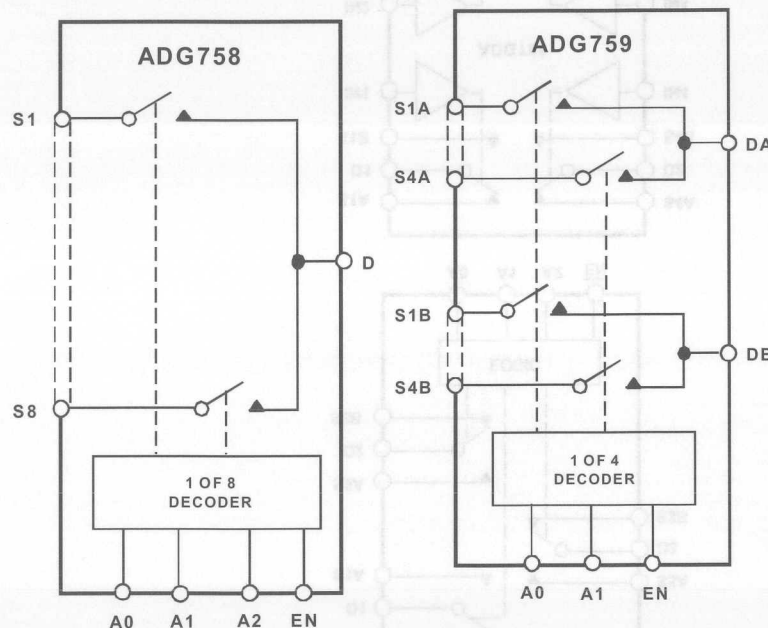 ADG758
S1
D
S8
1 OF 8
DECODER
A0 A1 A2 EN
ADG759
S1A
DA
S4A
S1B
DB
S4B
1 OF 4
DECODER
A0 A1 EN